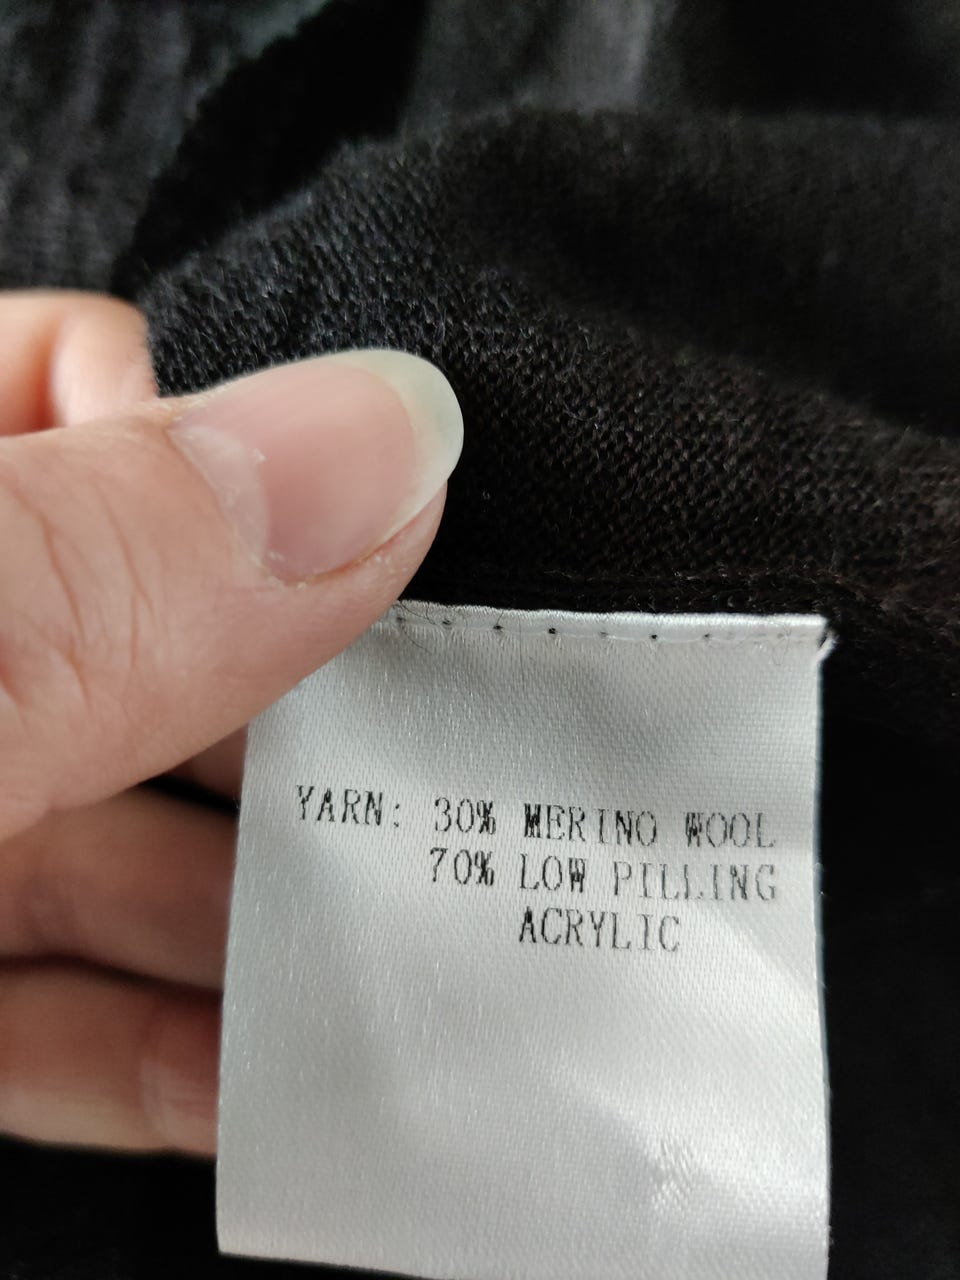 YARN: 30% MERINO WOOL
70% LOW PILLING
ACRYLIC